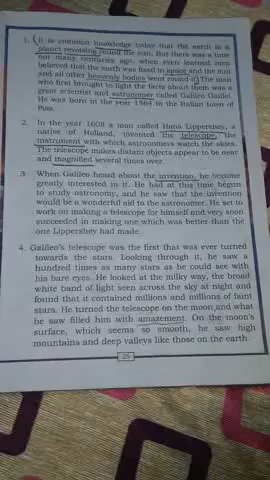 1. It is common knowledge today that the earth is a
planet revolving round the sun. But there was a time
not many centuries ago, when even learned men
believed that the earth was fixed in space and the sun
and all other heavenly bodies went round it. The man
who first brought to light the facts about them was a
great scientist and astronomer called Galileo Galilei.
He was born in the year 1564 in the Italian town of
Pisa.
2. In the year 1608 a man called Hans Lippershey, a
native of Holland, invented the telescope, the
instrument with which astronomers watch the skies.
The telescope makes distant objects appear to be near
and magnified several times over.
3. When Galileo heard about the invention, he became
greatly interested in it. He had at this time begun
to study astronomy, and he saw that the invention
would be a wonderful aid to the astronomer. He set to
work on making a telescope for himself and very soon
succeeded in making one which was better than the
one Lippershey had made.
4. Galileo's telescope was the first that was ever turned
towards the stars. Looking through it, he saw a
hundred times as many stars as he could see with
his bare eyes. He looked at the milky way, the broad
white band of light seen across the sky at night and
found that it contained millions and millions of faint
stars. He turned the telescope on the moon and what
he saw filled him with amazement. On the moon's
surface, which seems so smooth, he saw high
mountains and deep valleys like those on the earth.
25